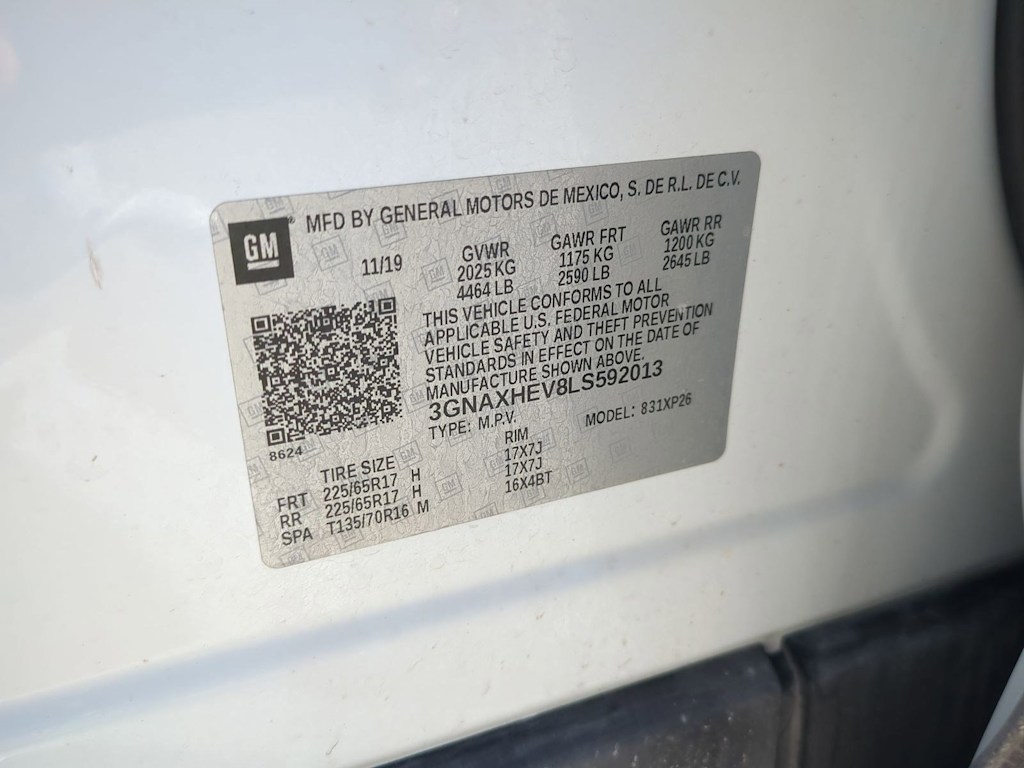 GM
MFD BY GENERAL MOTORS DE MEXICO, S. DE R.L. DE C.V.
11/19
GVWR GAWR FRT GAWR RR
2025 KG 1175 KG 1200 KG
4464 LB 2590 LB 2645 LB
THIS VEHICLE CONFORMS TO ALL
APPLICABLE U.S. FEDERAL MOTOR
VEHICLE SAFETY AND THEFT PREVENTION
STANDARDS IN EFFECT ON THE DATE OF
MANUFACTURE SHOWN ABOVE.
3GNAXHEV8LS592013
TYPE: M.P.V. MODEL: 831XP26
8624
TIRE SIZE RIM
FRT 225/65R17 H 17X7J
RR 225/65R17 H 17X7J
SPA T135/70R16 M 16X4BT